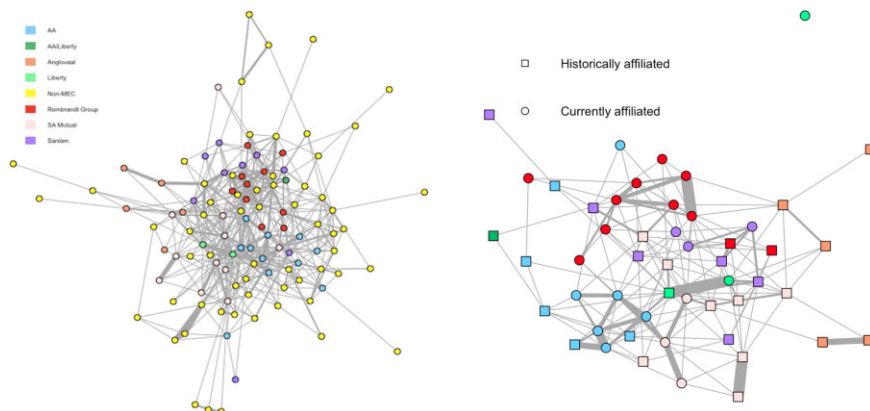 AA
AA/Liberty
Anglovaal
Liberty
Non-MEC
Rembrandt Group
SA Mutual
Sanlam
Historically affiliated
Currently affiliated